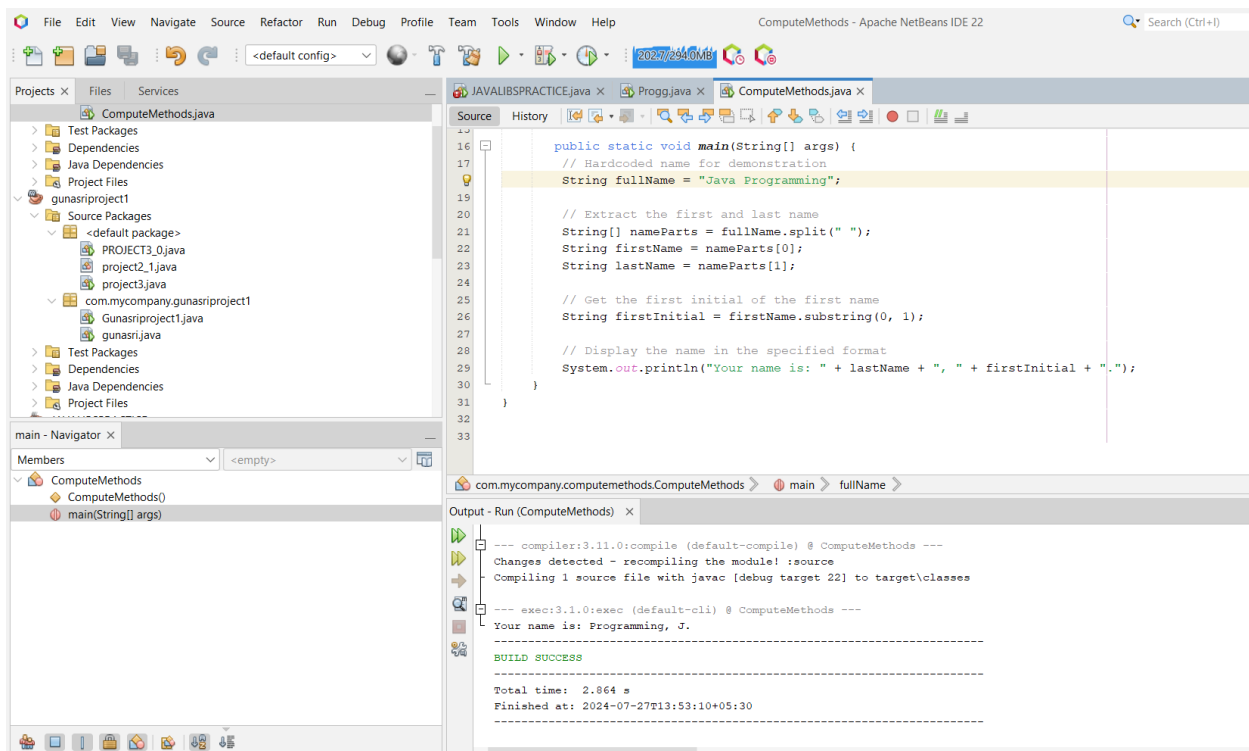 File Edit View Navigate Source Refactor Run Debug Profile Team Tools Window Help ComputeMethods - Apache NetBeans IDE 22 Search (Ctrl+I)
<default config> 202.7/294.0MB
Projects Files Services
ComputeMethods.java
Test Packages
Dependencies
Java Dependencies
Project Files
gunasriproject1
Source Packages
<default package>
PROJECT3_0.java
project2_1.java
project3.java
com.mycompany.gunasriproject1
Gunasriproject1.java
gunasri.java
Test Packages
Dependencies
Java Dependencies
Project Files
main - Navigator
Members <empty>
ComputeMethods
ComputeMethods()
main(String[] args)
JAVALIBSPRACTICE.java Progg.java ComputeMethods.java
Source History
15
16 public static void main(String[] args) {
17 // Hardcoded name for demonstration
String fullName = "Java Programming";
19
20 // Extract the first and last name
21 String[] nameParts = fullName.split(" ");
22 String firstName = nameParts[0];
23 String lastName = nameParts[1];
24
25 // Get the first initial of the first name
26 String firstInitial = firstName.substring(0, 1);
27
28 // Display the name in the specified format
29 System.out.println("Your name is: " + lastName + ", " + firstInitial + ".");
30 }
31 }
32
33
com.mycompany.computemethods.ComputeMethods main fullName
Output - Run (ComputeMethods)
--- compiler:3.11.0:compile (default-compile) @ ComputeMethods ---
Changes detected - recompiling the module! :source
Compiling 1 source file with javac [debug target 22] to target\classes
--- exec:3.1.0:exec (default-cli) @ ComputeMethods ---
Your name is: Programming, J.
------------------------------------------------------------------------
BUILD SUCCESS
------------------------------------------------------------------------
Total time: 2.864 s
Finished at: 2024-07-27T13:53:10+05:30
------------------------------------------------------------------------